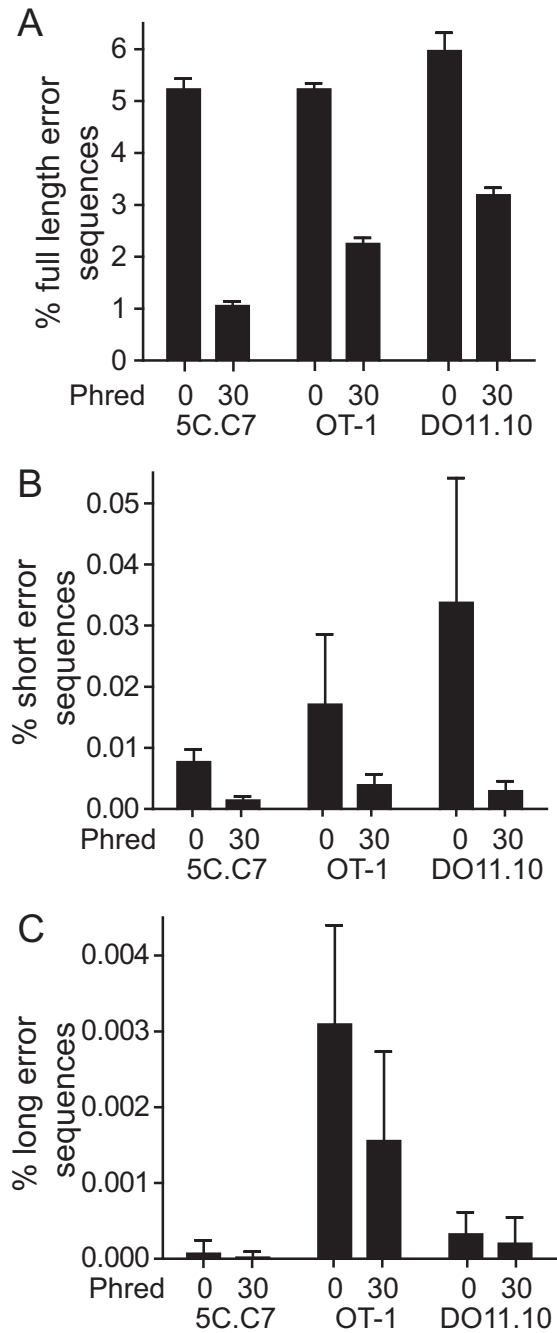 A
% full length error
sequences
6
5
4
3
2
1
0
Phred 0 30 0 30 0 30
5C.C7 OT-1 DO11.10
B
% short error
sequences
0.05
0.04
0.03
0.02
0.01
0.00
Phred 0 30 0 30 0 30
5C.C7 OT-1 DO11.10
C
% long error
sequences
0.004
0.003
0.002
0.001
0.000
Phred 0 30 0 30 0 30
5C.C7 OT-1 DO11.10